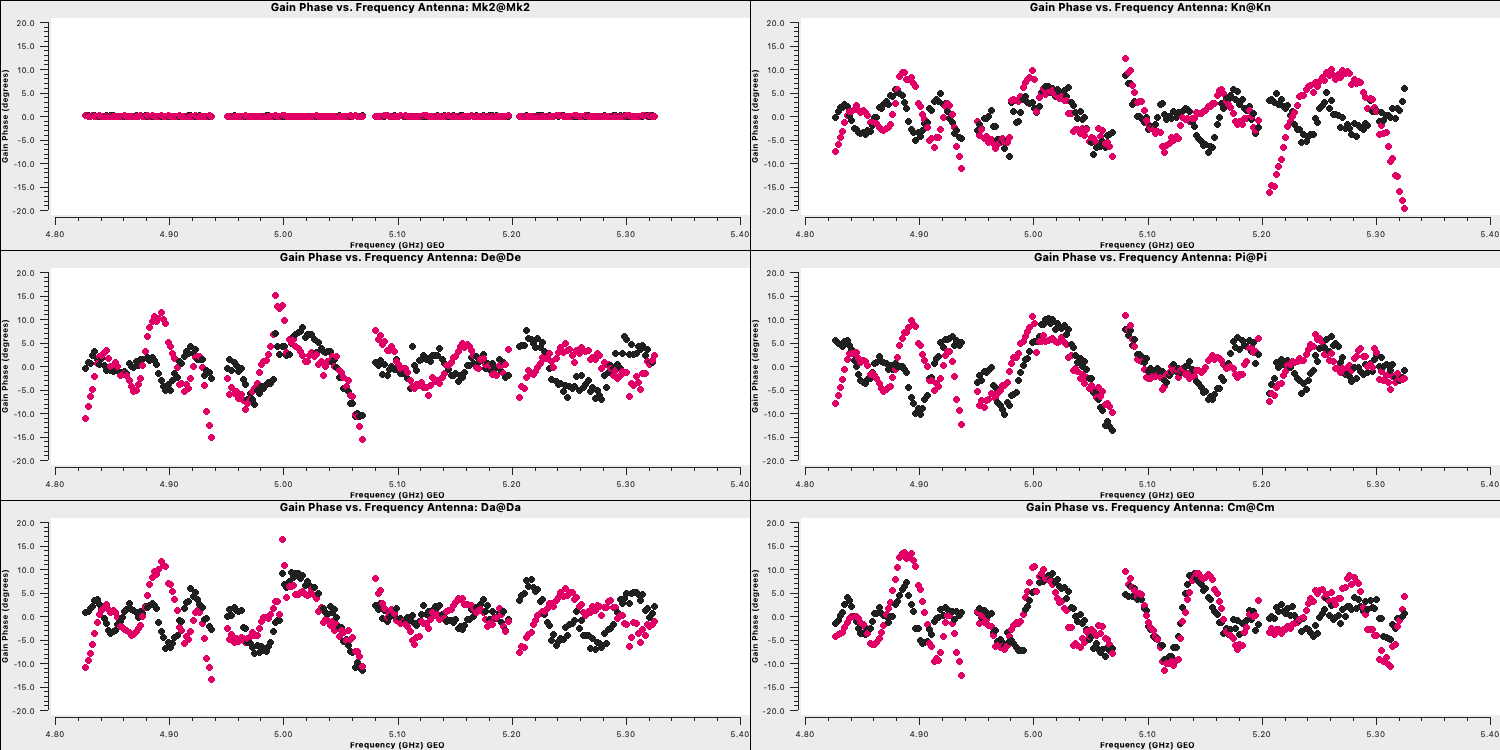 Gain Phase vs. Frequency Antenna: Mk2@Mk2
Gain Phase (degrees)
20.0
15.0
10.0
5.0
0.0
-5.0
-10.0
-15.0
-20.0
4.80 4.90 5.00 5.10 5.20 5.30 5.40
Frequency (GHz) GEO
Gain Phase vs. Frequency Antenna: Kn@Kn
Gain Phase (degrees)
20.0
15.0
10.0
5.0
0.0
-5.0
-10.0
-15.0
-20.0
4.80 4.90 5.00 5.10 5.20 5.30 5.40
Frequency (GHz) GEO
Gain Phase vs. Frequency Antenna: De@De
Gain Phase (degrees)
20.0
15.0
10.0
5.0
0.0
-5.0
-10.0
-15.0
-20.0
4.80 4.90 5.00 5.10 5.20 5.30 5.40
Frequency (GHz) GEO
Gain Phase vs. Frequency Antenna: Pi@Pi
Gain Phase (degrees)
20.0
15.0
10.0
5.0
0.0
-5.0
-10.0
-15.0
-20.0
4.80 4.90 5.00 5.10 5.20 5.30 5.40
Frequency (GHz) GEO
Gain Phase vs. Frequency Antenna: Da@Da
Gain Phase (degrees)
20.0
15.0
10.0
5.0
0.0
-5.0
-10.0
-15.0
-20.0
4.80 4.90 5.00 5.10 5.20 5.30 5.40
Frequency (GHz) GEO
Gain Phase vs. Frequency Antenna: Cm@Cm
Gain Phase (degrees)
20.0
15.0
10.0
5.0
0.0
-5.0
-10.0
-15.0
-20.0
4.80 4.90 5.00 5.10 5.20 5.30 5.40
Frequency (GHz) GEO